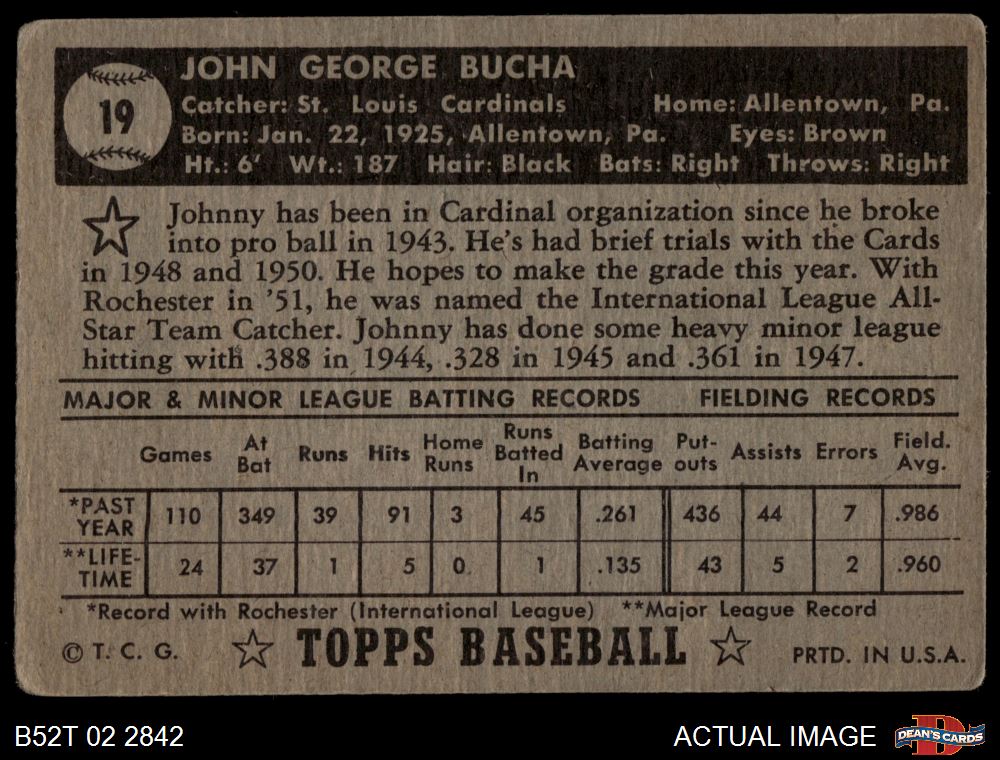 JOHN GEORGE BUCHA
19
Catcher: St. Louis Cardinals Home: Allentown, Pa.
Born: Jan. 22, 1925, Allentown, Pa. Eyes: Brown
Ht.: 6' Wt.: 187 Hair: Black Bats: Right Throws: Right
Johnny has been in Cardinal organization since he broke
into pro ball in 1943. He's had brief trials with the Cards
in 1948 and 1950. He hopes to make the grade this year. With
Rochester in '51, he was named the International League All-
Star Team Catcher. Johnny has done some heavy minor league
hitting with .388 in 1944, .328 in 1945 and .361 in 1947.
MAJOR & MINOR LEAGUE BATTING RECORDS FIELDING RECORDS
Games At Bat Runs Hits Home Runs Runs Batted In Batting Average Put-outs Assists Errors Field. Avg.
*PAST YEAR 110 349 39 91 3 45 .261 436 44 7 .986
**LIFE-TIME 24 37 1 5 0 1 .135 43 5 2 .960
*Record with Rochester (International League) **Major League Record
© T. C. G. TOPPS BASEBALL PRTD. IN U.S.A.
B52T 02 2842 ACTUAL IMAGE D DEAN'S CARDS